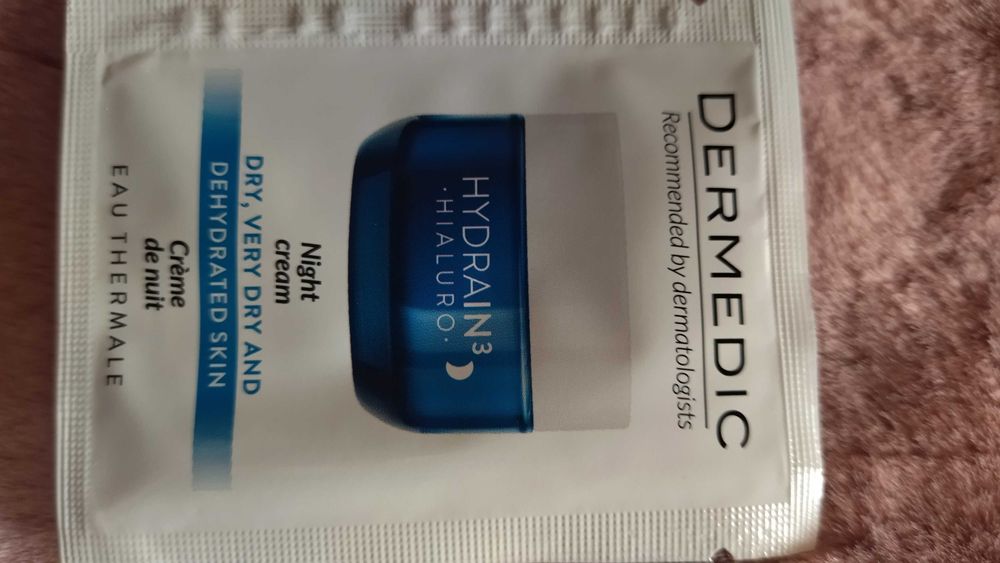 DERMEDIC
Recommended by dermatologists
HYDRAIN³
·HIALURO·
Night
cream
DRY, VERY DRY AND
DEHYDRATED SKIN
Crème
de nuit
EAU THERMALE